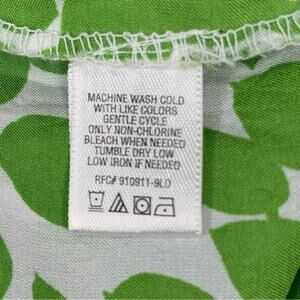 MACHINE WASH COLD
WITH LIKE COLORS
GENTLE CYCLE
ONLY NON-CHLORINE
BLEACH WHEN NEEDED
TUMBLE DRY LOW
LOW IRON IF NEEDED
RFC# 910911-9LD